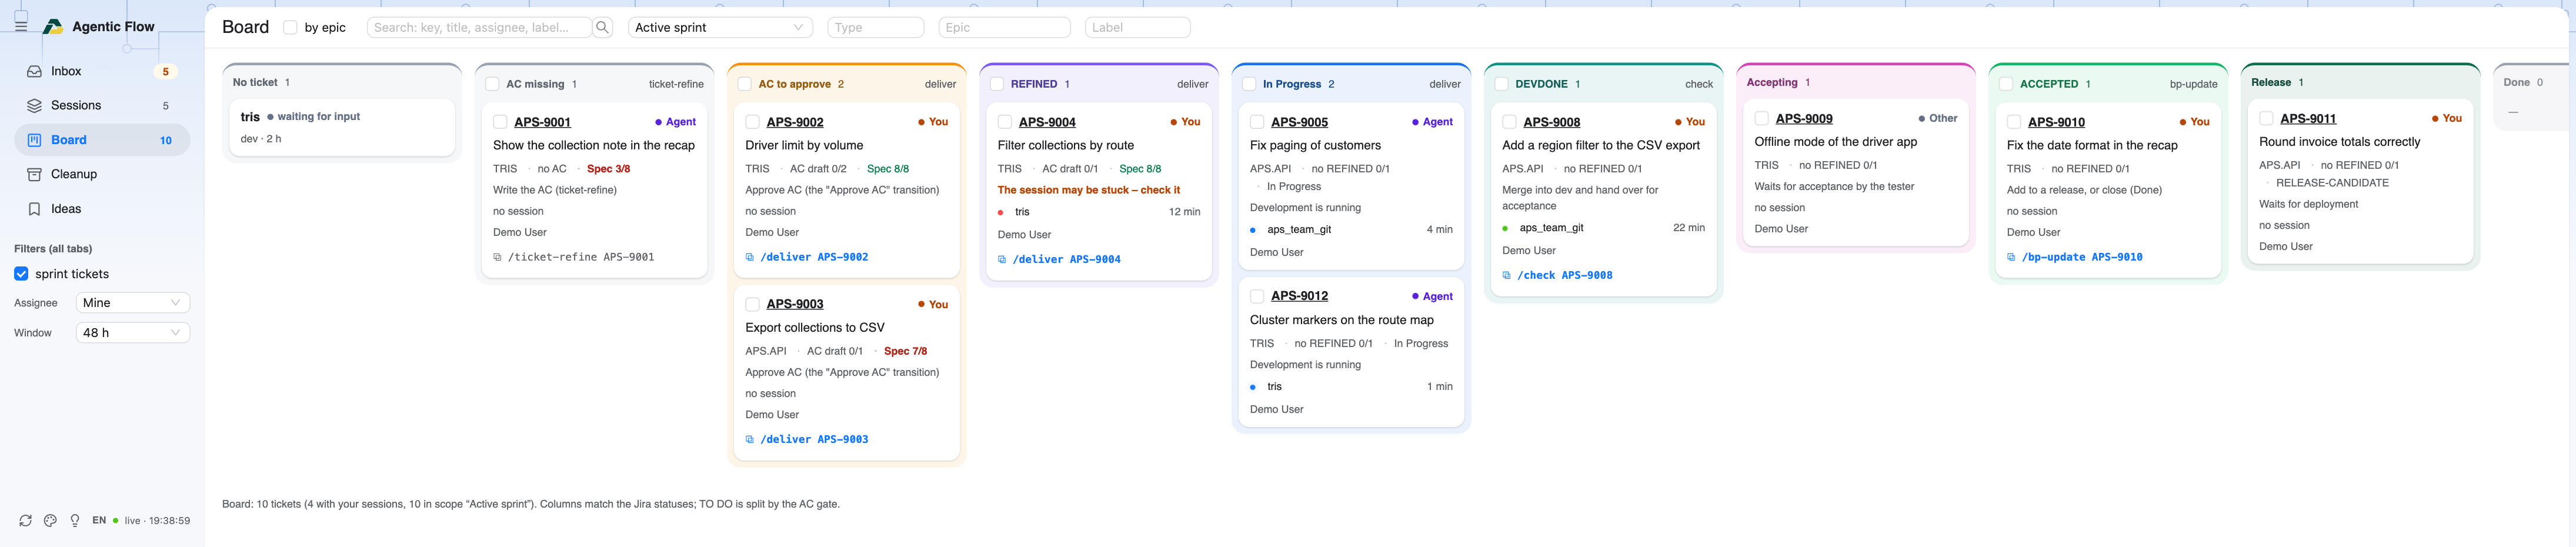 Agentic Flow
Inbox 5
Sessions 5
Board 10
Cleanup
Ideas
Filters (all tabs)
sprint tickets
Assignee Mine
Window 48 h
EN live · 19:38:59
Board by epic Search: key, title, assignee, label... Active sprint Type Epic Label
No ticket 1
tris waiting for input
dev · 2 h
AC missing 1 ticket-refine
APS-9001 Agent
Show the collection note in the recap
TRIS · no AC · Spec 3/8
Write the AC (ticket-refine)
no session
Demo User
/ticket-refine APS-9001
AC to approve 2 deliver
APS-9002 You
Driver limit by volume
TRIS · AC draft 0/2 · Spec 8/8
Approve AC (the "Approve AC" transition)
no session
Demo User
/deliver APS-9002
APS-9003 You
Export collections to CSV
APS.API · AC draft 0/1 · Spec 7/8
Approve AC (the "Approve AC" transition)
no session
Demo User
/deliver APS-9003
REFINED 1 deliver
APS-9004 You
Filter collections by route
TRIS · AC draft 0/1 · Spec 8/8
The session may be stuck – check it
tris 12 min
Demo User
/deliver APS-9004
In Progress 2 deliver
APS-9005 Agent
Fix paging of customers
APS.API · no REFINED 0/1
· In Progress
Development is running
aps_team_git 4 min
Demo User
APS-9012 Agent
Cluster markers on the route map
TRIS · no REFINED 0/1 · In Progress
Development is running
tris 1 min
Demo User
DEVDONE 1 check
APS-9008 You
Add a region filter to the CSV export
APS.API · no REFINED 0/1
Merge into dev and hand over for
acceptance
aps_team_git 22 min
Demo User
/check APS-9008
Accepting 1
APS-9009 Other
Offline mode of the driver app
TRIS · no REFINED 0/1
Waits for acceptance by the tester
no session
Demo User
ACCEPTED 1 bp-update
APS-9010 You
Fix the date format in the recap
TRIS · no REFINED 0/1
Add to a release, or close (Done)
no session
Demo User
/bp-update APS-9010
Release 1
APS-9011 You
Round invoice totals correctly
APS.API · no REFINED 0/1
· RELEASE-CANDIDATE
Waits for deployment
no session
Demo User
Done 0
—
Board: 10 tickets (4 with your sessions, 10 in scope “Active sprint”). Columns match the Jira statuses; TO DO is split by the AC gate.